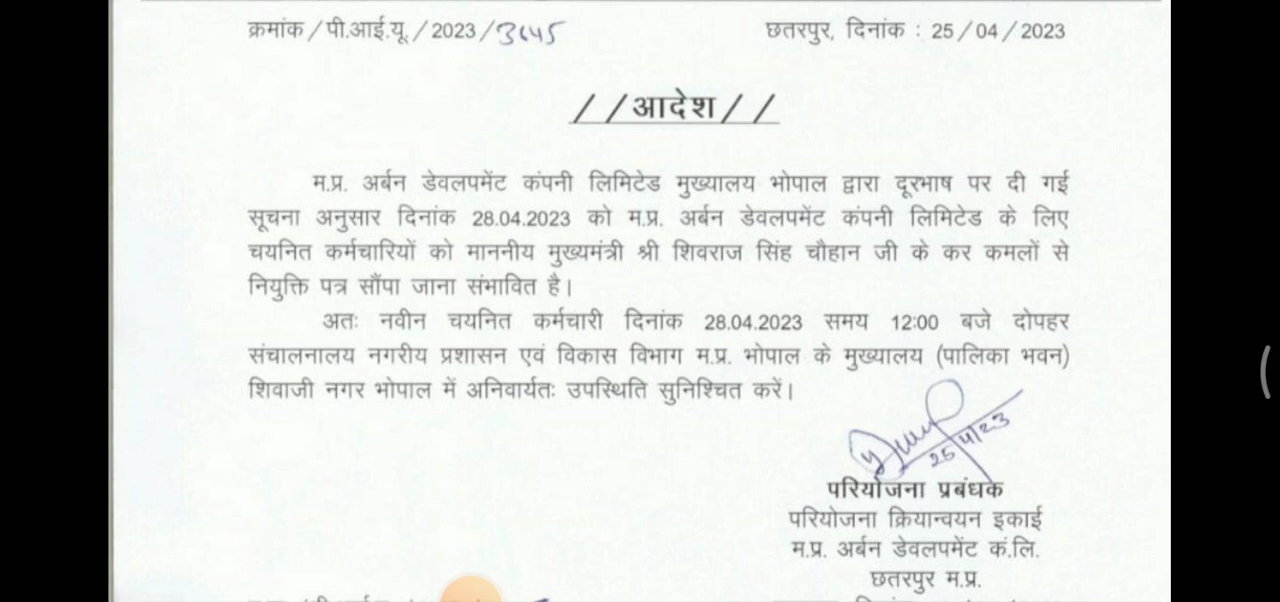 क्रमांक / पी.आई.यू. / 2023 / 3645
छतरपुर, दिनांक : 25 / 04 / 2023
//आदेश//
म.प्र. अर्बन डेवलपमेंट कंपनी लिमिटेड मुख्यालय भोपाल द्वारा दूरभाष पर दी गई
सूचना अनुसार दिनांक 28.04.2023 को म.प्र. अर्बन डेवलपमेंट कंपनी लिमिटेड के लिए
चयनित कर्मचारियों को माननीय मुख्यमंत्री श्री शिवराज सिंह चौहान जी के कर कमलों से
नियुक्ति पत्र सौंपा जाना संभावित है।
अतः नवीन चयनित कर्मचारी दिनांक 28.04.2023 समय 12:00 बजे दोपहर
संचालनालय नगरीय प्रशासन एवं विकास विभाग म.प्र. भोपाल के मुख्यालय (पालिका भवन)
शिवाजी नगर भोपाल में अनिवार्यतः उपस्थिति सुनिश्चित करें।
25/4/23
परियोजना प्रबंधक
परियोजना क्रियान्वयन इकाई
म.प्र. अर्बन डेवलपमेंट कं.लि.
छतरपुर म.प्र.